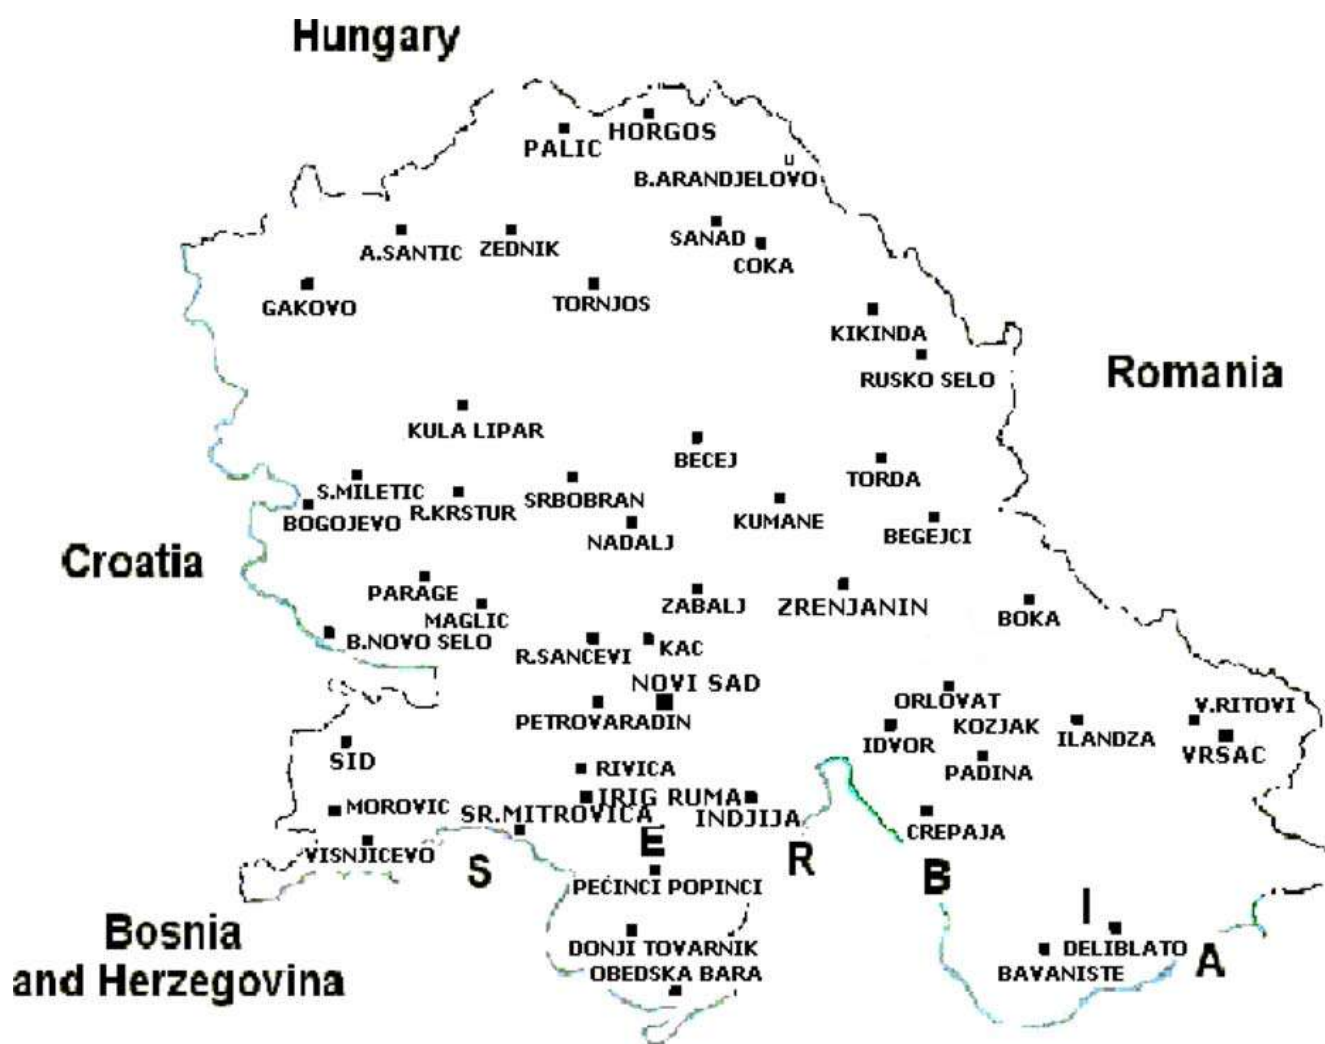 Hungary
HORGOS
PALIC
B.ARANDJELOVO
SANAD
A.SANTIC
ZEDNIK
COKA
GAKOVO
TORNJOS
KIKINDA
Romania
RUSKO SELO
KULA LIPAR
BECEJ
TORDA
S.MILETIC
SRBOBRAN
R.KRSTUR
BOGOJEVO
KUMANE
BEGEJCI
NADALJ
Croatia
PARAGE
ZABALJ
ZRENJANIN
BOKA
MAGLIC
B.NOVO SELO
R.SANCEVI
KAC
NOVI SAD
ORLOVAT
V.RITOVI
PETROVARADIN
KOZJAK
IDVOR
ILANDZA
VRSAC
SID
RIVICA
PADINA
IRIG RUMA
MOROVIC
SR.MITROVICA
INDJIJA
CREPAJA
VISNJICEVO
S E R B I A
PEĆINCI POPINCI
Bosnia
and Herzegovina
DONJI TOVARNIK
DELIBLATO
OBEDSKA BARA
BAVANISTE